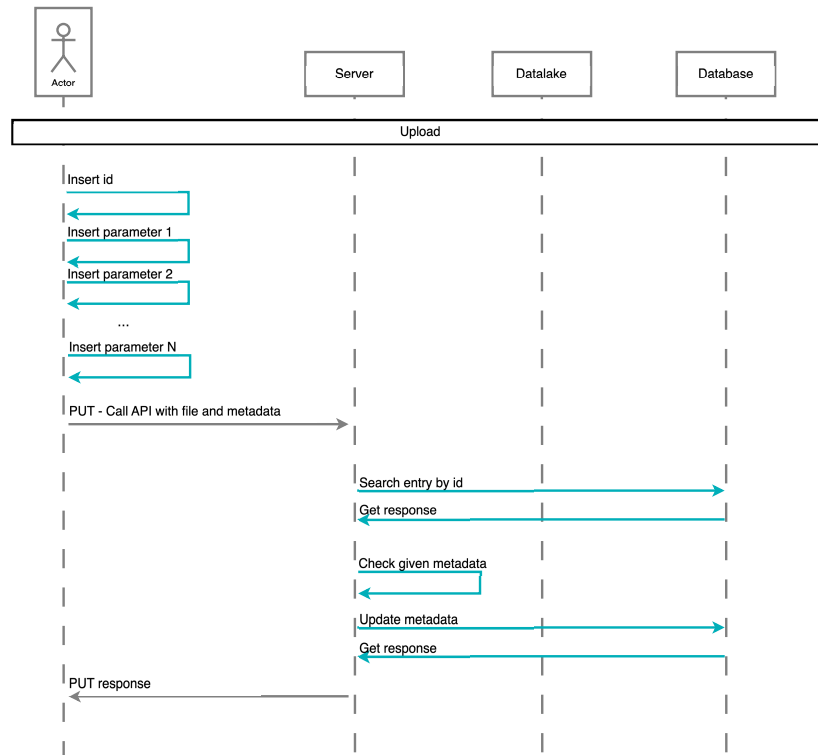 Actor
Server
Datalake
Database
Upload
Insert id
Insert parameter 1
Insert parameter 2
...
Insert parameter N
PUT - Call API with file and metadata
Search entry by id
Get response
Check given metadata
Update metadata
Get response
PUT response